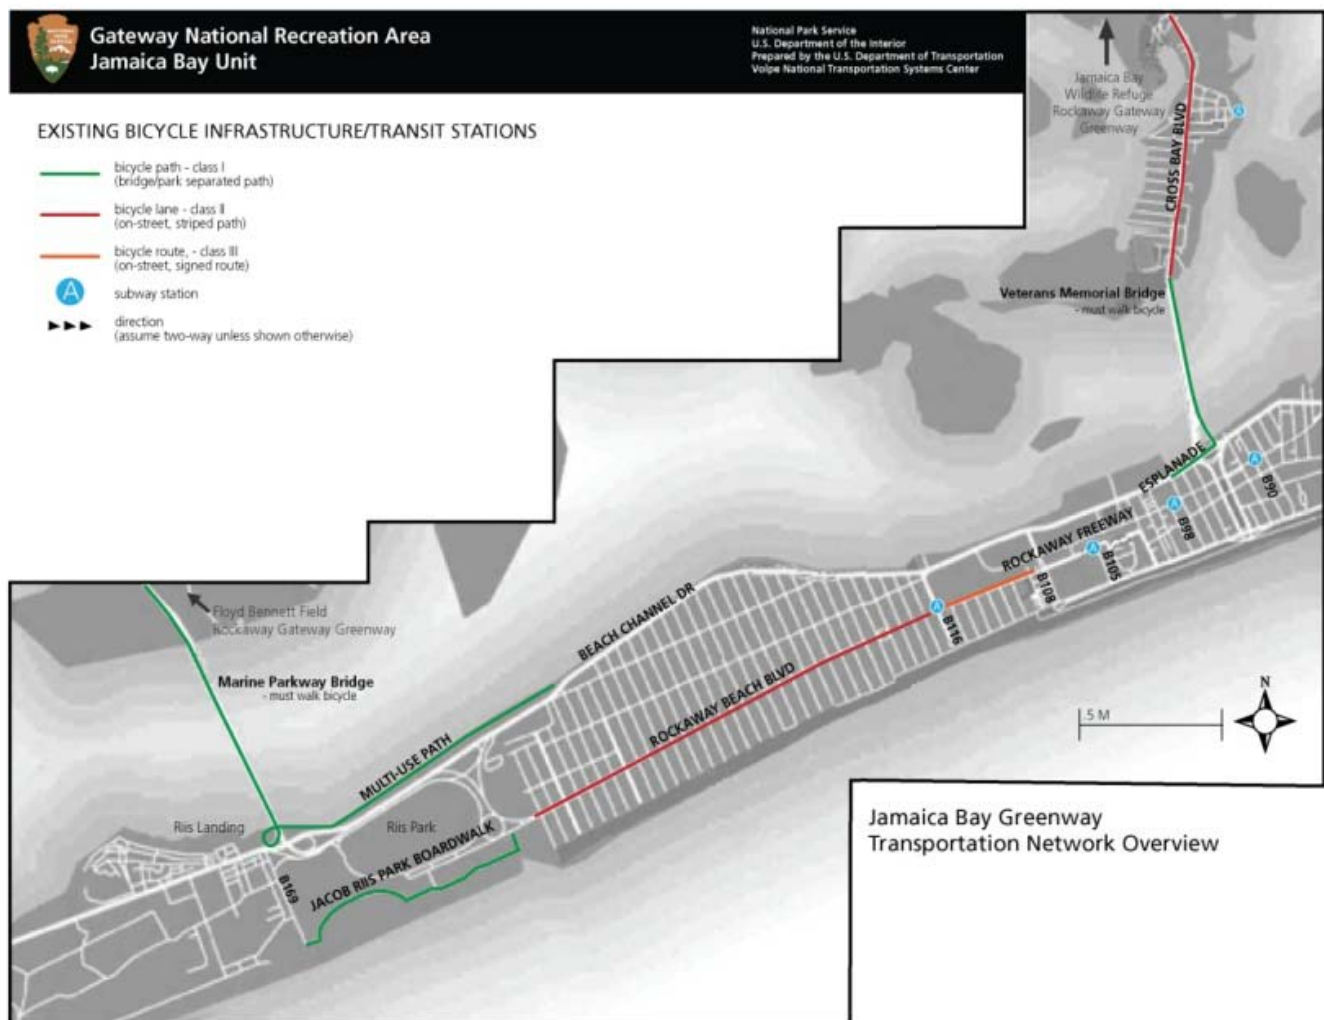 Gateway National Recreation Area
Jamaica Bay Unit
National Park Service
U.S. Department of the Interior
Prepared by the U.S. Department of Transportation
Volpe National Transportation Systems Center
EXISTING BICYCLE INFRASTRUCTURE/TRANSIT STATIONS
bicycle path - class I
(bridge/park separated path)
bicycle lane - class II
(on-street, striped path)
bicycle route, - class III
(on-street, signed route)
A
subway station
direction
(assume two-way unless shown otherwise)
Jamaica Bay
Wildlife Refuge
Rockaway Gateway
Greenway
CROSS BAY BLVD
Veterans Memorial Bridge
- must walk bicycle
ESPLANADE
A
B90
A
B98
ROCKAWAY FREEWAY
A
B105
B108
A
B116
BEACH CHANNEL DR
ROCKAWAY BEACH BLVD
Floyd Bennett Field
Rockaway Gateway Greenway
Marine Parkway Bridge
- must walk bicycle
MULTI-USE PATH
Riis Landing
Riis Park
JACOB RIIS PARK BOARDWALK
B169
N
.5 M
Jamaica Bay Greenway
Transportation Network Overview